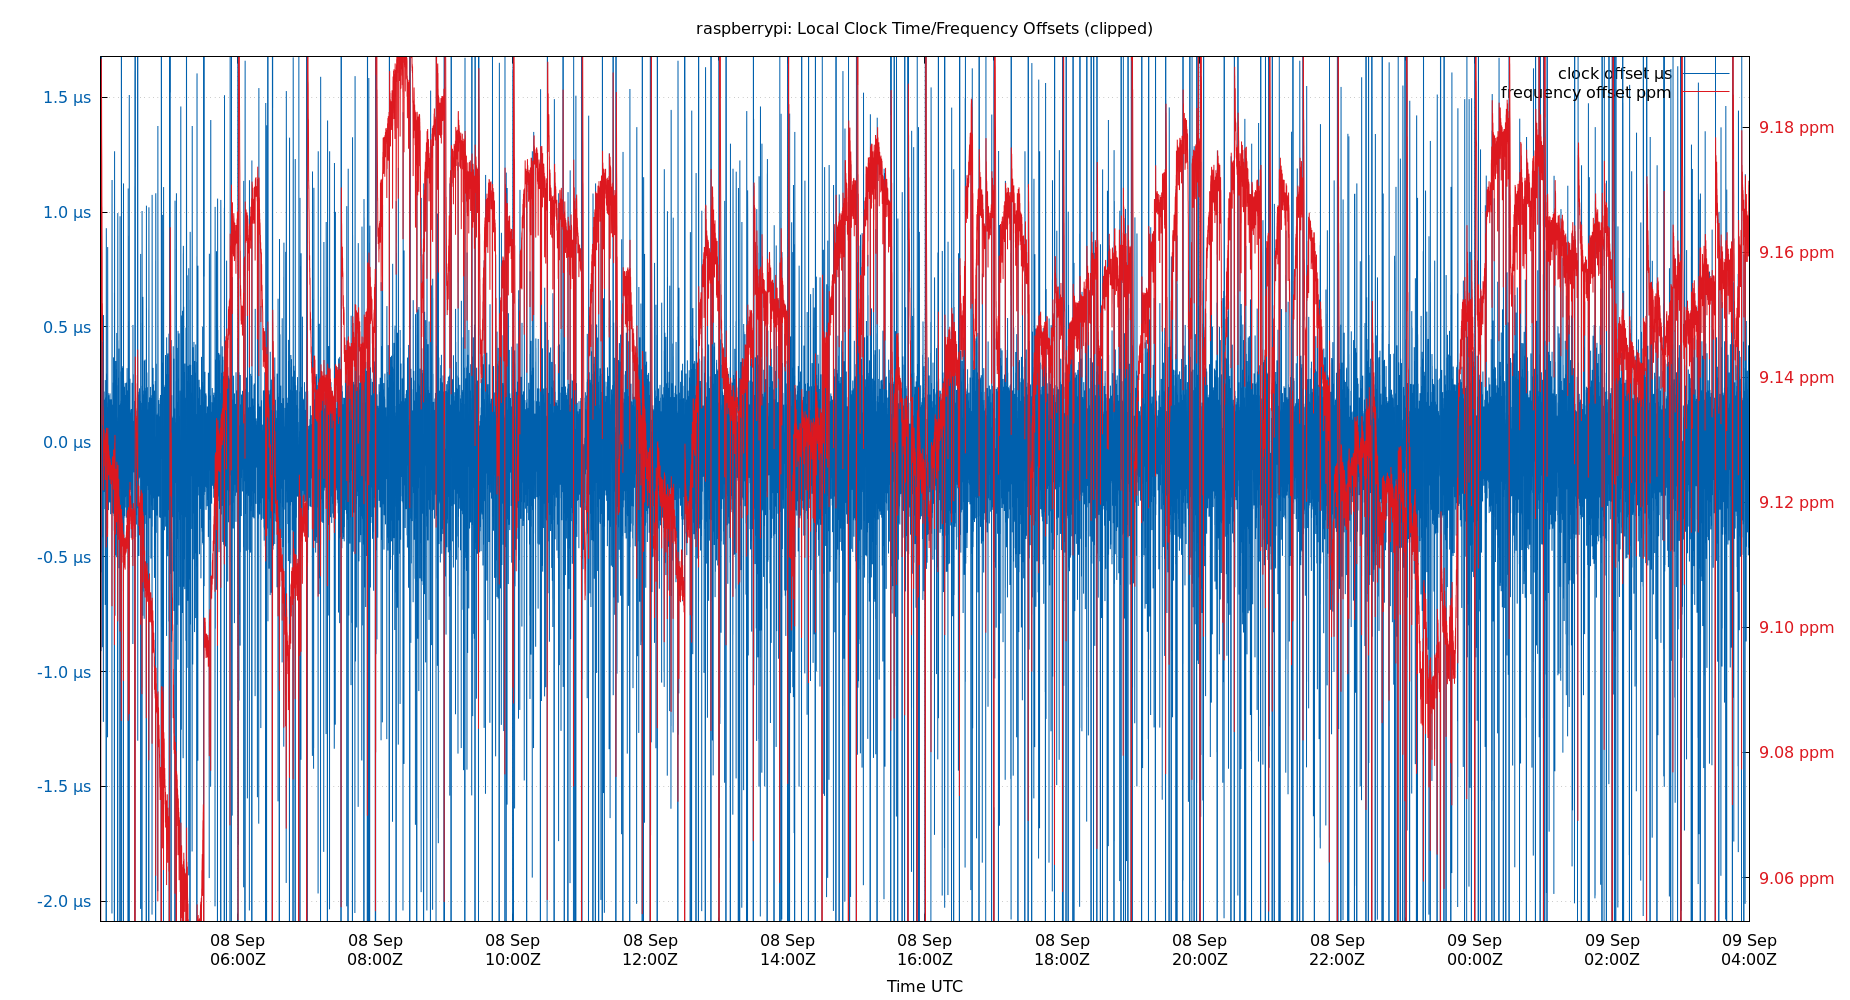 raspberrypi: Local Clock Time/Frequency Offsets (clipped)
clock offset µs
frequency offset ppm
1.5 µs
1.0 µs
0.5 µs
0.0 µs
-0.5 µs
-1.0 µs
-1.5 µs
-2.0 µs
9.18 ppm
9.16 ppm
9.14 ppm
9.12 ppm
9.10 ppm
9.08 ppm
9.06 ppm
08 Sep 08 Sep 08 Sep 08 Sep 08 Sep 08 Sep 08 Sep 08 Sep 08 Sep 09 Sep 09 Sep 09 Sep
06:00Z 08:00Z 10:00Z 12:00Z 14:00Z 16:00Z 18:00Z 20:00Z 22:00Z 00:00Z 02:00Z 04:00Z
Time UTC